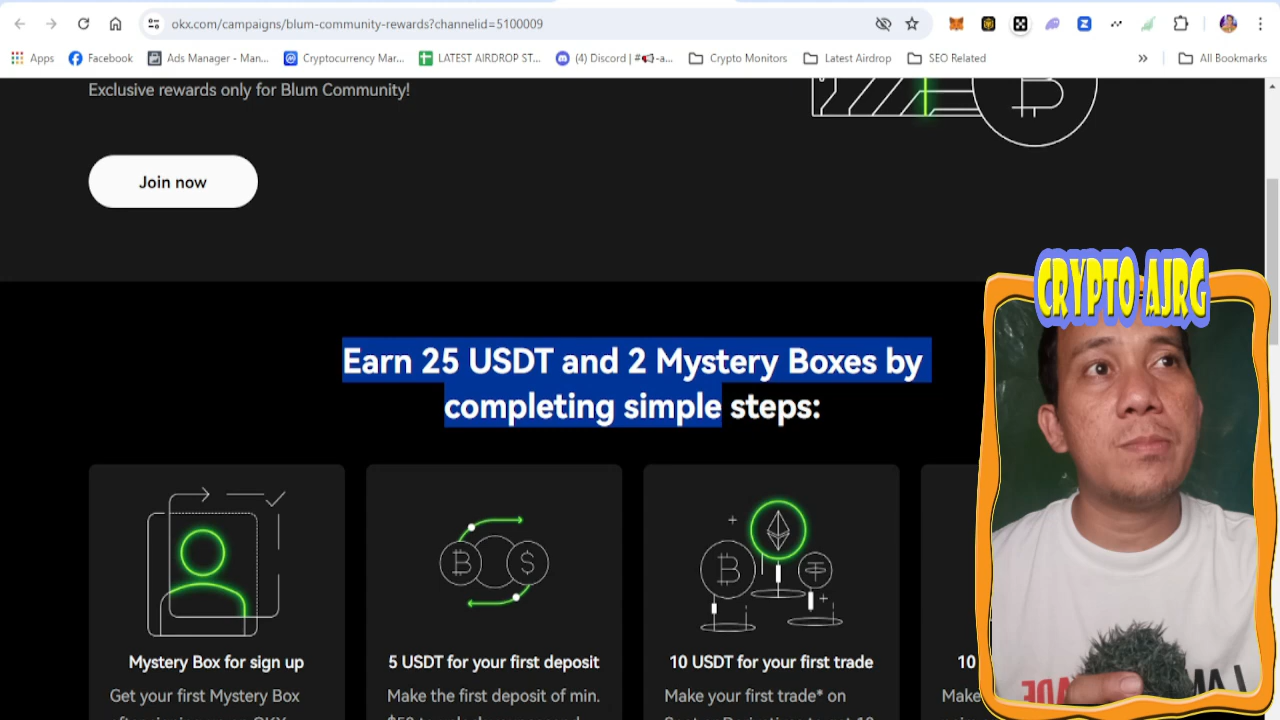 okx.com/campaigns/blum-community-rewards?channelid=5100009
Apps Facebook Ads Manager - Man... Cryptocurrency Mar... LATEST AIRDROP ST... (4) Discord | #📢-a... Crypto Monitors Latest Airdrop SEO Related » All Bookmarks
Exclusive rewards only for Blum Community!
Join now
CRYPTO AJRG
Earn 25 USDT and 2 Mystery Boxes by
completing simple steps:
Mystery Box for sign up 5 USDT for your first deposit 10 USDT for your first trade 10
Get your first Mystery Box Make the first deposit of min. Make your first trade* on Make